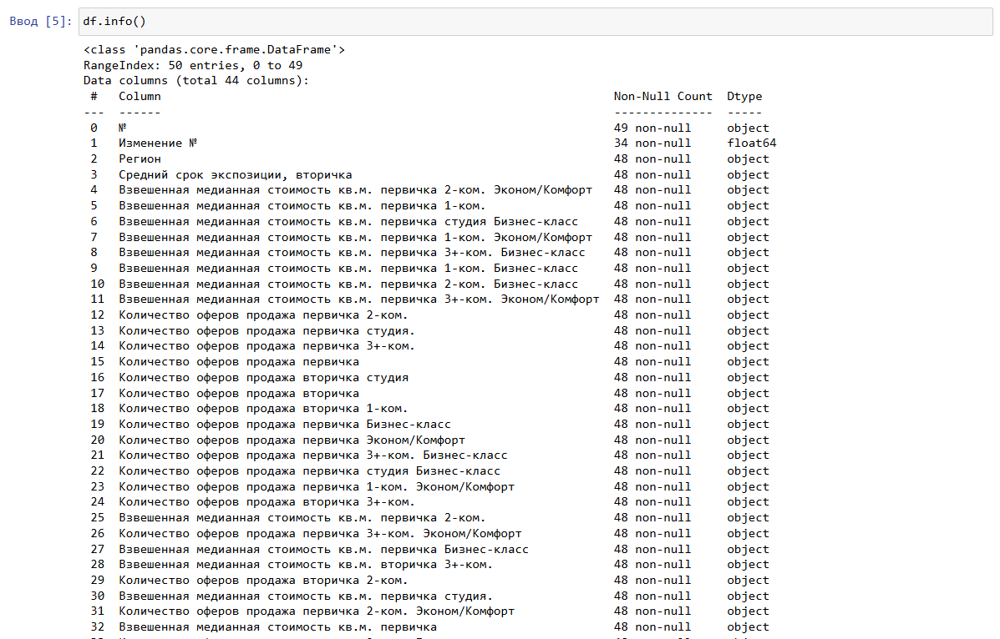 Ввод [5]: df.info()
<class 'pandas.core.frame.DataFrame'>
RangeIndex: 50 entries, 0 to 49
Data columns (total 44 columns):
# Column Non-Null Count Dtype
--- ------ -------------- -----
0 № 49 non-null object
1 Изменение № 34 non-null float64
2 Регион 48 non-null object
3 Средний срок экспозиции, вторичка 48 non-null object
4 Взвешенная медианная стоимость кв.м. первичка 2-ком. Эконом/Комфорт 48 non-null object
5 Взвешенная медианная стоимость кв.м. первичка 1-ком. 48 non-null object
6 Взвешенная медианная стоимость кв.м. первичка студия Бизнес-класс 48 non-null object
7 Взвешенная медианная стоимость кв.м. первичка 1-ком. Эконом/Комфорт 48 non-null object
8 Взвешенная медианная стоимость кв.м. первичка 3+-ком. Бизнес-класс 48 non-null object
9 Взвешенная медианная стоимость кв.м. первичка 1-ком. Бизнес-класс 48 non-null object
10 Взвешенная медианная стоимость кв.м. первичка 2-ком. Бизнес-класс 48 non-null object
11 Взвешенная медианная стоимость кв.м. первичка 3+-ком. Эконом/Комфорт 48 non-null object
12 Количество оферов продажа первичка 2-ком. 48 non-null object
13 Количество оферов продажа первичка студия. 48 non-null object
14 Количество оферов продажа первичка 3+-ком. 48 non-null object
15 Количество оферов продажа первичка 48 non-null object
16 Количество оферов продажа вторичка студия 48 non-null object
17 Количество оферов продажа вторичка 48 non-null object
18 Количество оферов продажа вторичка 1-ком. 48 non-null object
19 Количество оферов продажа первичка Бизнес-класс 48 non-null object
20 Количество оферов продажа первичка Эконом/Комфорт 48 non-null object
21 Количество оферов продажа первичка 3+-ком. Бизнес-класс 48 non-null object
22 Количество оферов продажа первичка студия Бизнес-класс 48 non-null object
23 Количество оферов продажа первичка 1-ком. Эконом/Комфорт 48 non-null object
24 Количество оферов продажа вторичка 3+-ком. 48 non-null object
25 Взвешенная медианная стоимость кв.м. первичка 2-ком. 48 non-null object
26 Количество оферов продажа первичка 3+-ком. Эконом/Комфорт 48 non-null object
27 Взвешенная медианная стоимость кв.м. первичка Бизнес-класс 48 non-null object
28 Взвешенная медианная стоимость кв.м. вторичка 3+-ком. 48 non-null object
29 Количество оферов продажа вторичка 2-ком. 48 non-null object
30 Взвешенная медианная стоимость кв.м. первичка студия. 48 non-null object
31 Количество оферов продажа первичка 2-ком. Эконом/Комфорт 48 non-null object
32 Взвешенная медианная стоимость кв.м. первичка 48 non-null object